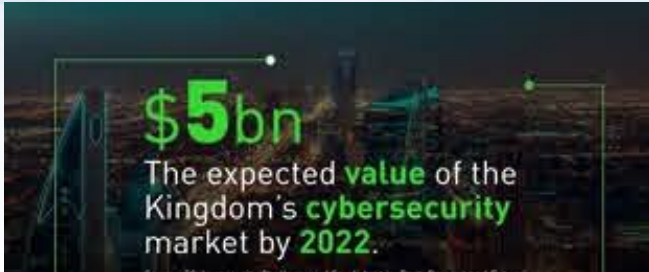 $5bn
The expected value of the
Kingdom's cybersecurity
market by 2022.